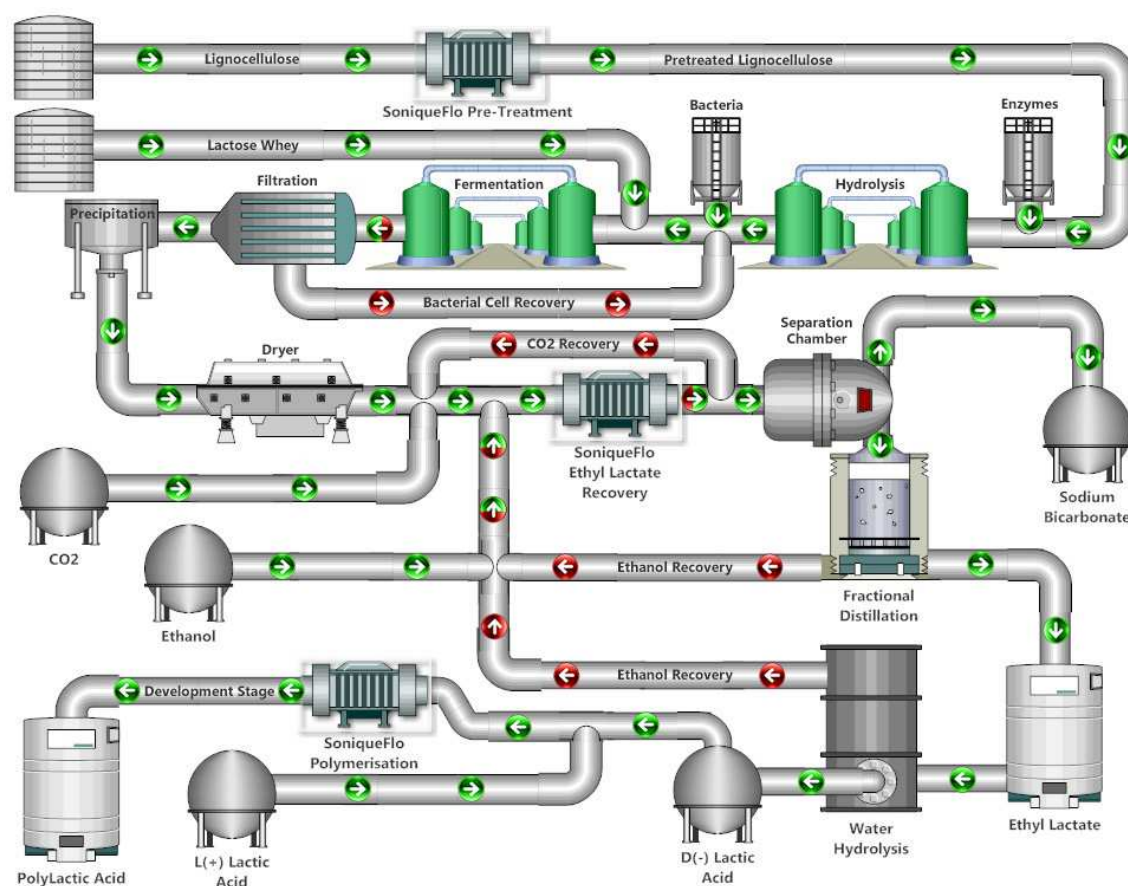 Lignocellulose
Pretreated Lignocellulose
SoniqueFlo Pre-Treatment
Bacteria
Enzymes
Lactose Whey
Filtration
Fermentation
Hydrolysis
Precipitation
Bacterial Cell Recovery
Separation
Chamber
Dryer
CO2 Recovery
SoniqueFlo
Ethyl Lactate
Recovery
Sodium
Bicarbonate
CO2
Ethanol Recovery
Fractional
Distillation
Ethanol
Ethanol Recovery
Development Stage
SoniqueFlo
Polymerisation
Ethyl Lactate
Water
Hydrolysis
L(+) Lactic
Acid
D(-) Lactic
Acid
PolyLactic Acid